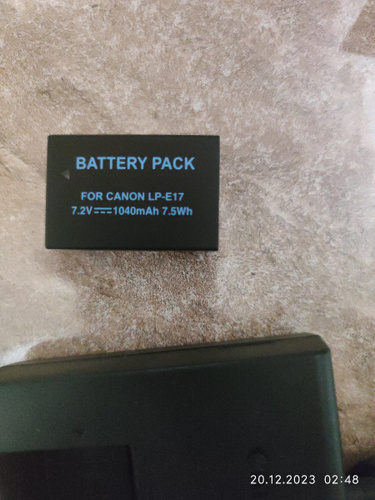 BATTERY PACK
FOR CANON LP-E17
7.2V⎓1040mAh 7.5Wh
20.12.2023 02:48